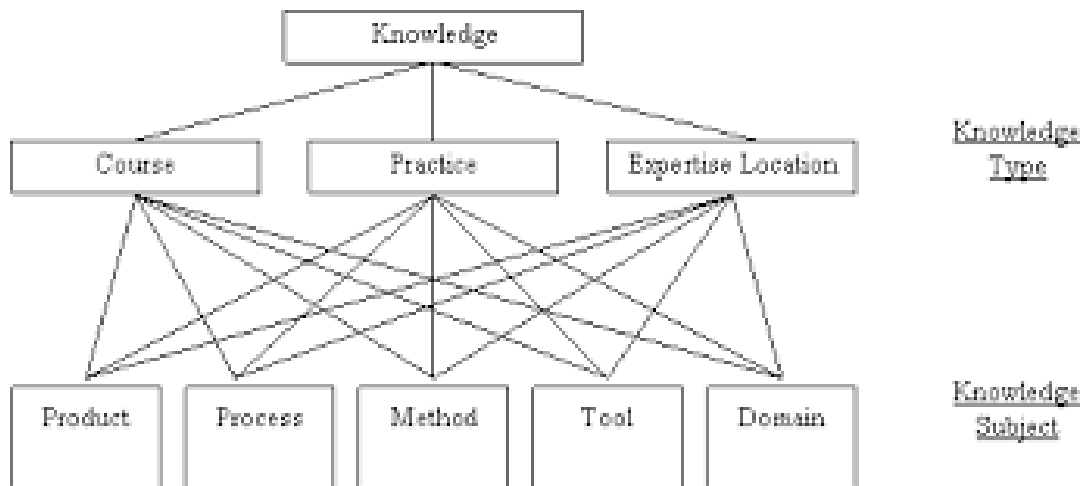 Knowledge
Course
Practice
Expertise Location
Knowledge
Type
Product
Process
Method
Tool
Domain
Knowledge
Subject